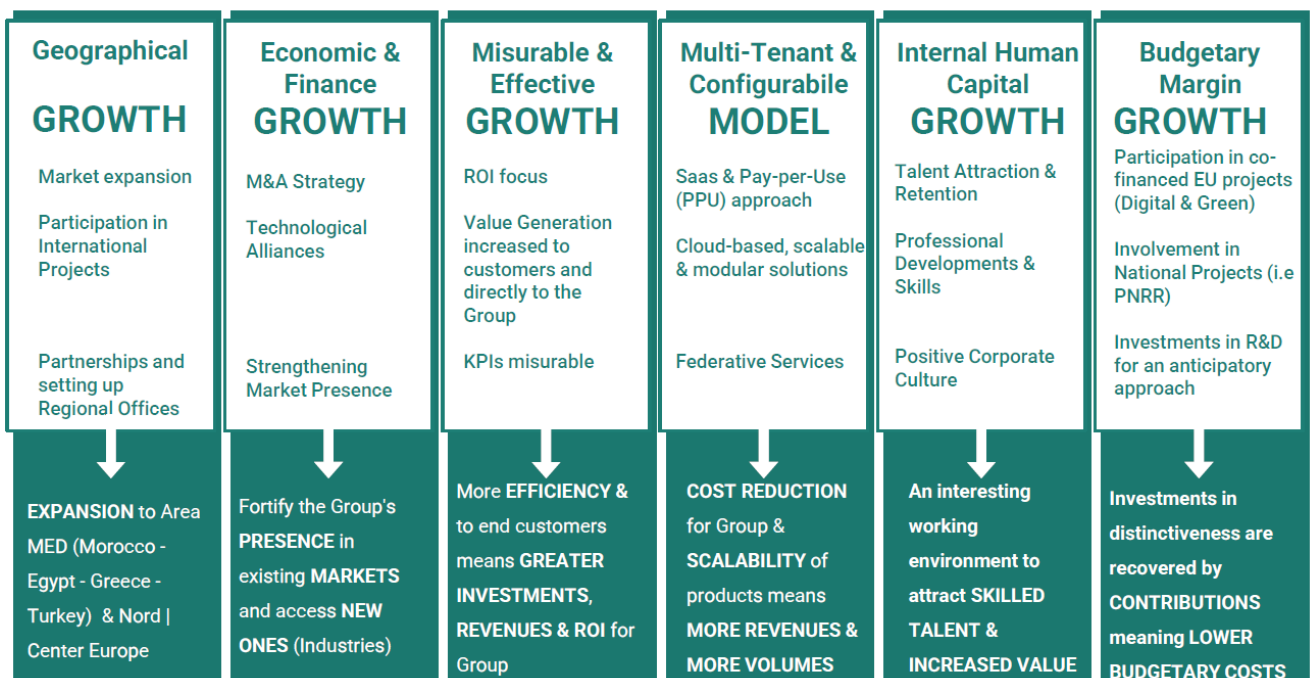 Geographical
GROWTH
Market expansion
Participation in
International
Projects
Partnerships and
setting up
Regional Offices
EXPANSION to Area
MED (Morocco -
Egypt - Greece -
Turkey) & Nord |
Center Europe
Economic &
Finance
GROWTH
M&A Strategy
Technological
Alliances
Strengthening
Market Presence
Fortify the Group's
PRESENCE in
existing MARKETS
and access NEW
ONES (Industries)
Misurable &
Effective
GROWTH
ROI focus
Value Generation
increased to
customers and
directly to the
Group
KPIs misurable
More EFFICIENCY &
to end customers
means GREATER
INVESTMENTS,
REVENUES & ROI for
Group
Multi-Tenant &
Configurabile
MODEL
Saas & Pay-per-Use
(PPU) approach
Cloud-based, scalable
& modular solutions
Federative Services
COST REDUCTION
for Group &
SCALABILITY of
products means
MORE REVENUES &
MORE VOLUMES
Internal Human
Capital
GROWTH
Talent Attraction &
Retention
Professional
Developments &
Skills
Positive Corporate
Culture
An interesting
working
environment to
attract SKILLED
TALENT &
INCREASED VALUE
Budgetary
Margin
GROWTH
Participation in co-
financed EU projects
(Digital & Green)
Involvement in
National Projects (i.e
PNRR)
Investments in R&D
for an anticipatory
approach
Investments in
distinctiveness are
recovered by
CONTRIBUTIONS
meaning LOWER
BUDGETARY COSTS